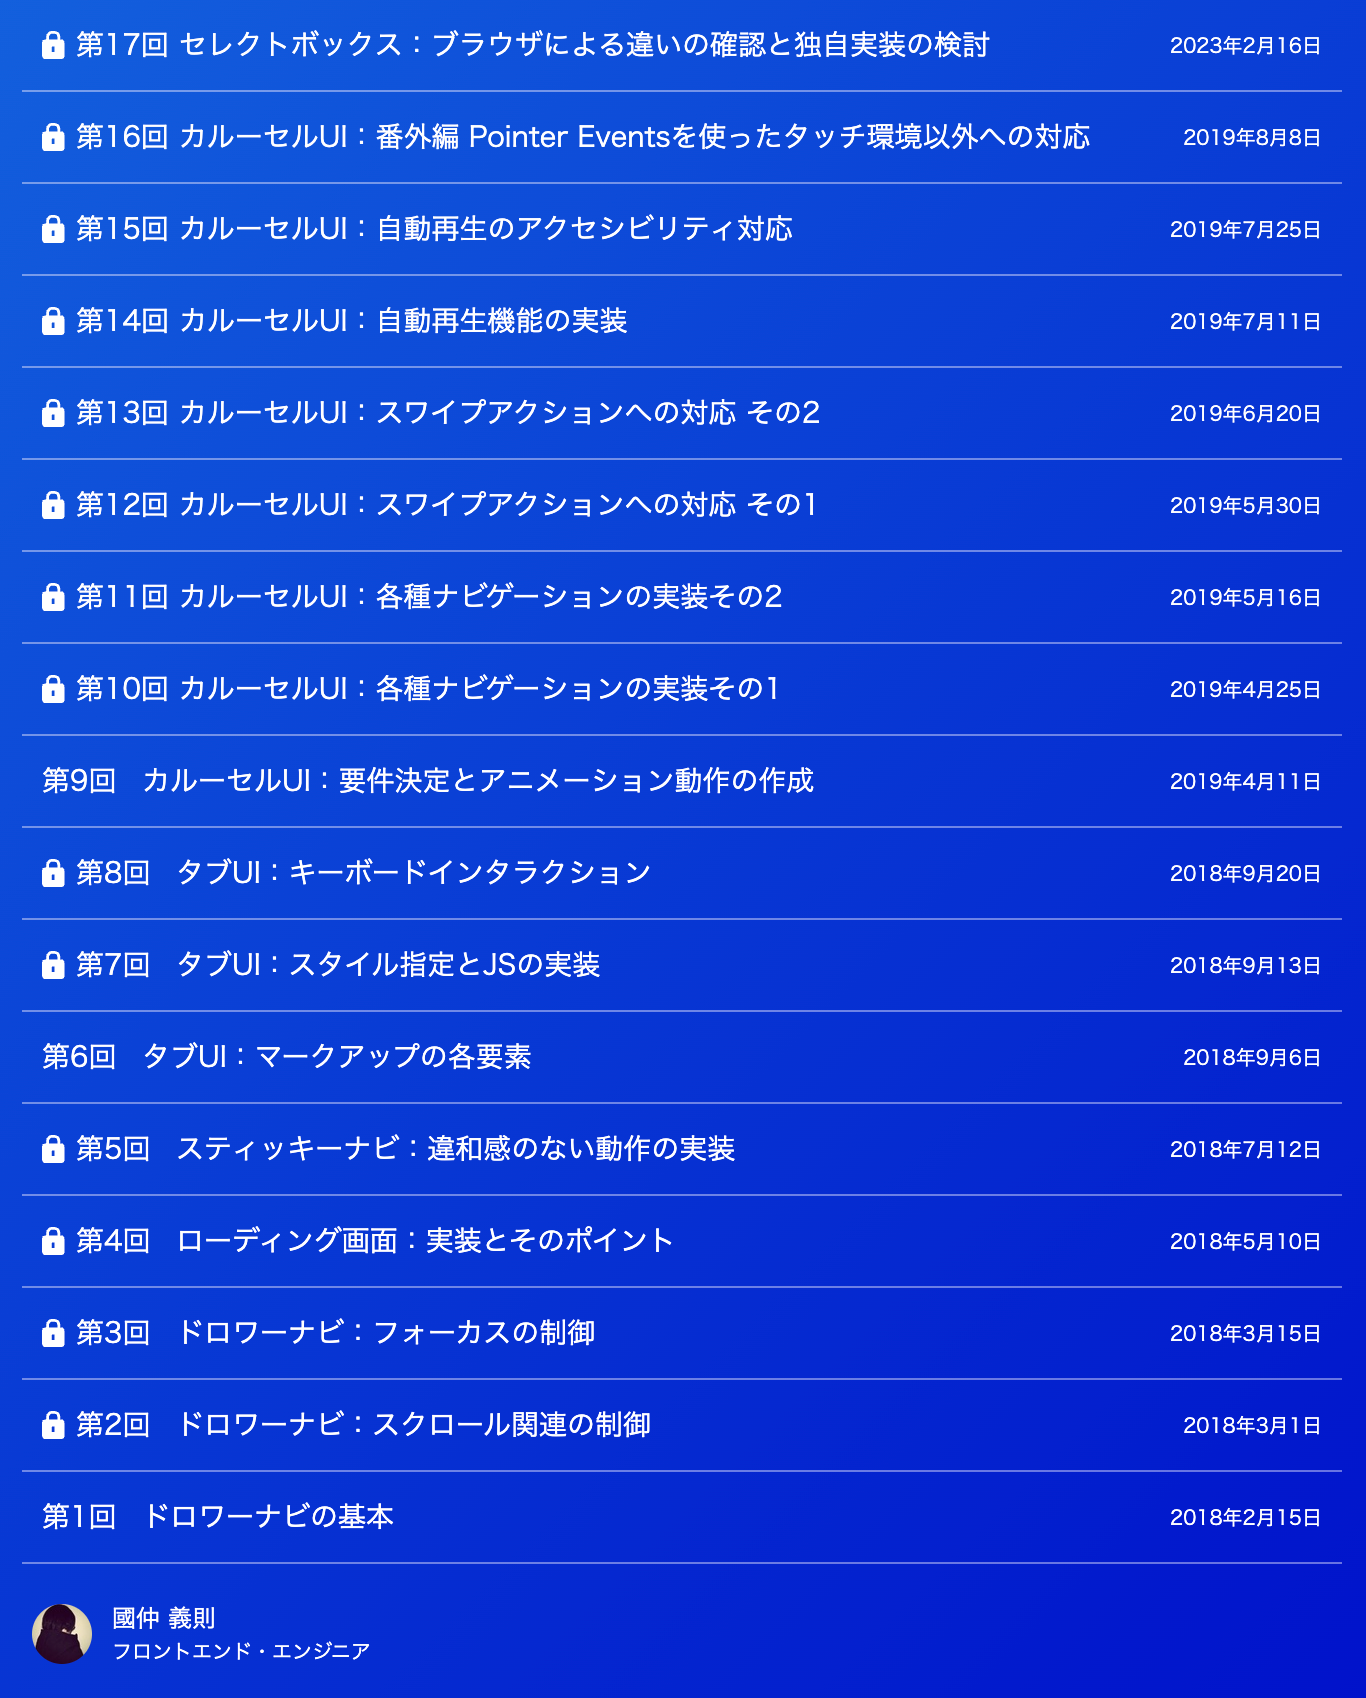 第17回 セレクトボックス：ブラウザによる違いの確認と独自実装の検討 2023年2月16日
第16回 カルーセルUI：番外編 Pointer Eventsを使ったタッチ環境以外への対応 2019年8月8日
第15回 カルーセルUI：自動再生のアクセシビリティ対応 2019年7月25日
第14回 カルーセルUI：自動再生機能の実装 2019年7月11日
第13回 カルーセルUI：スワイプアクションへの対応 その2 2019年6月20日
第12回 カルーセルUI：スワイプアクションへの対応 その1 2019年5月30日
第11回 カルーセルUI：各種ナビゲーションの実装その2 2019年5月16日
第10回 カルーセルUI：各種ナビゲーションの実装その1 2019年4月25日
第9回　カルーセルUI：要件決定とアニメーション動作の作成 2019年4月11日
第8回　タブUI：キーボードインタラクション 2018年9月20日
第7回　タブUI：スタイル指定とJSの実装 2018年9月13日
第6回　タブUI：マークアップの各要素 2018年9月6日
第5回　スティッキーナビ：違和感のない動作の実装 2018年7月12日
第4回　ローディング画面：実装とそのポイント 2018年5月10日
第3回　ドロワーナビ：フォーカスの制御 2018年3月15日
第2回　ドロワーナビ：スクロール関連の制御 2018年3月1日
第1回　ドロワーナビの基本 2018年2月15日
國仲 義則
フロントエンド・エンジニア